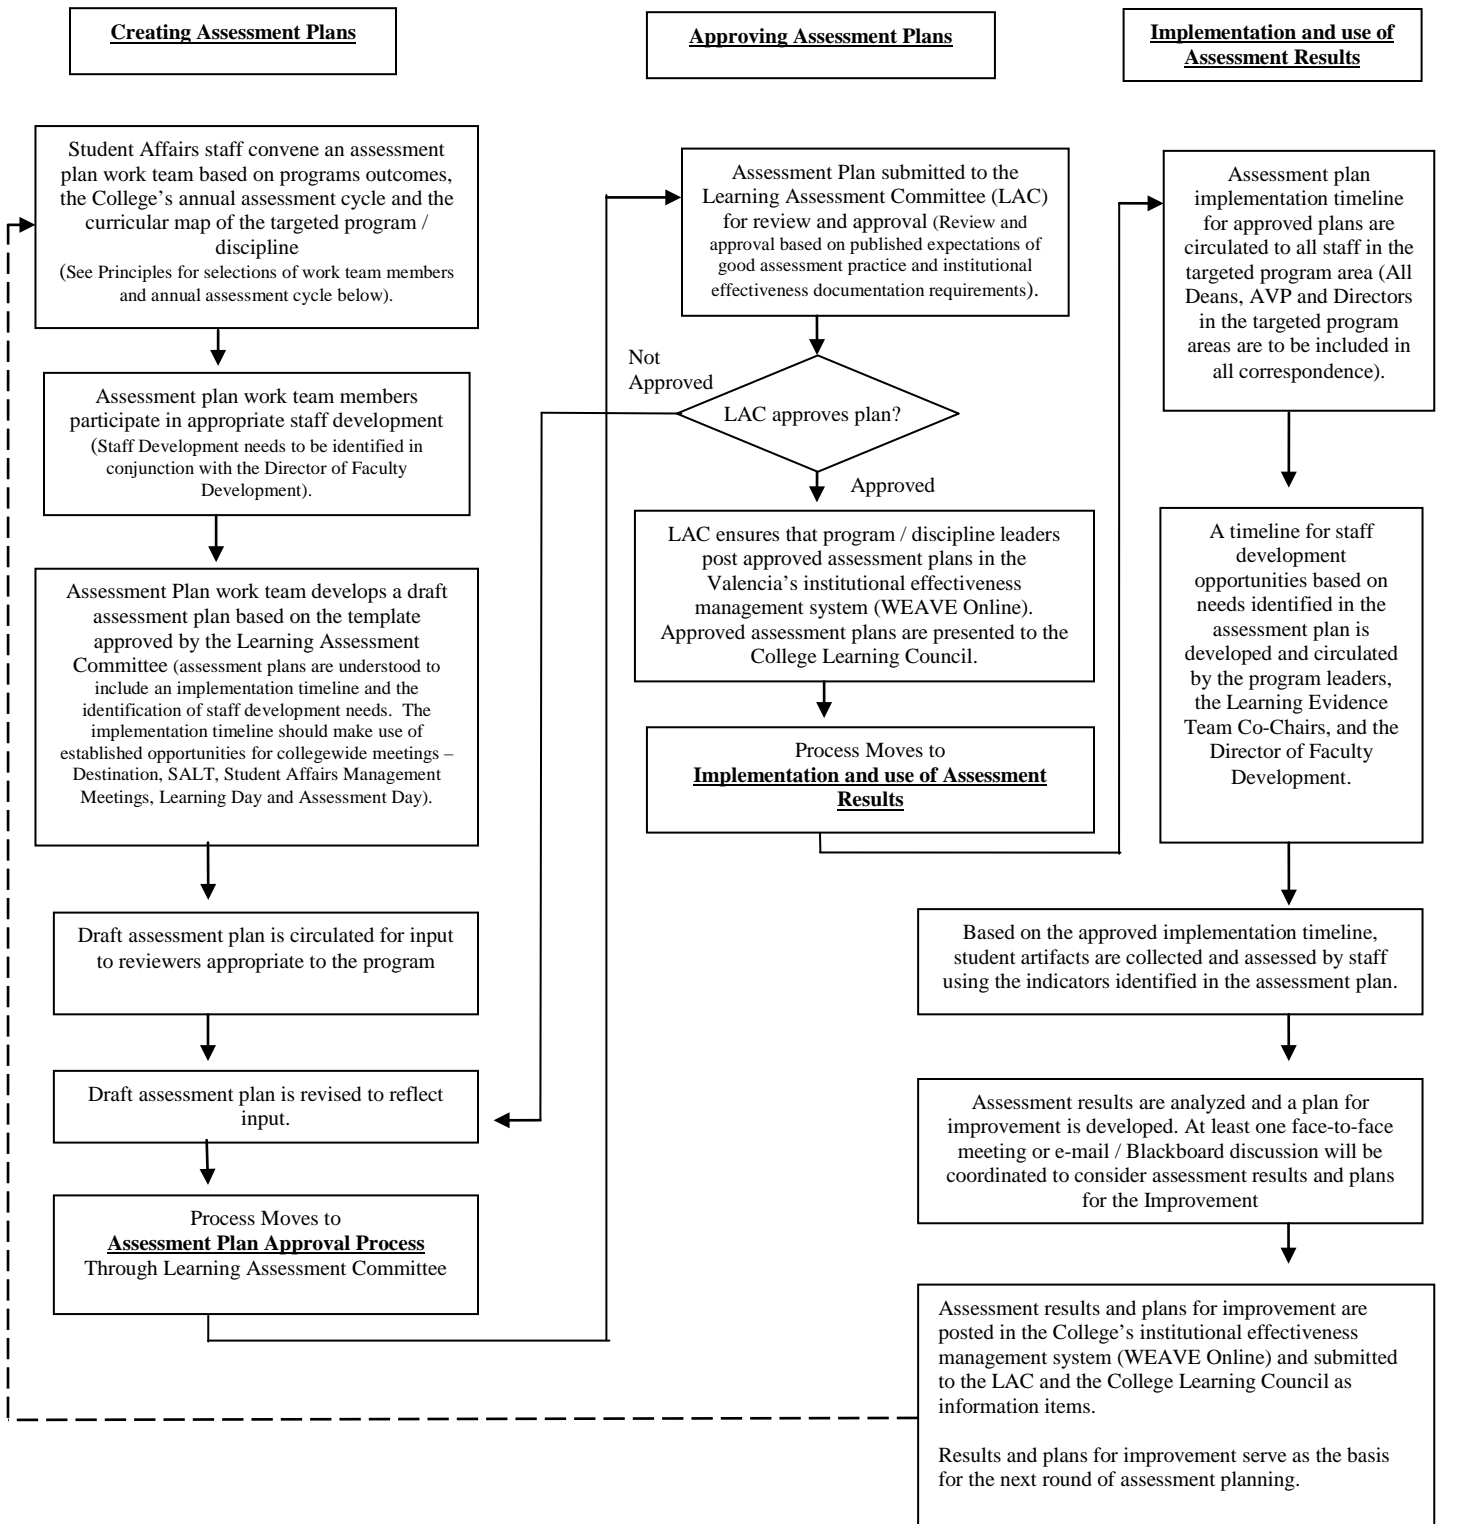 Creating Assessment Plans
Student Affairs staff convene an assessment
plan work team based on programs outcomes,
the College's annual assessment cycle and the
curricular map of the targeted program /
discipline
(See Principles for selections of work team members
and annual assessment cycle below).
Assessment plan work team members
participate in appropriate staff development
(Staff Development needs to be identified in
conjunction with the Director of Faculty
Development).
Assessment Plan work team develops a draft
assessment plan based on the template
approved by the Learning Assessment
Committee (assessment plans are understood to
include an implementation timeline and the
identification of staff development needs.  The
implementation timeline should make use of
established opportunities for collegewide meetings –
Destination, SALT, Student Affairs Management
Meetings, Learning Day and Assessment Day).
Draft assessment plan is circulated for input
to reviewers appropriate to the program
Draft assessment plan is revised to reflect
input.
Process Moves to
Assessment Plan Approval Process
Through Learning Assessment Committee
Approving Assessment Plans
Assessment Plan submitted to the
Learning Assessment Committee (LAC)
for review and approval (Review and
approval based on published expectations of
good assessment practice and institutional
effectiveness documentation requirements).
Not
Approved
LAC approves plan?
Approved
LAC ensures that program / discipline leaders
post approved assessment plans in the
Valencia's institutional effectiveness
management system (WEAVE Online).
Approved assessment plans are presented to the
College Learning Council.
Process Moves to
Implementation and use of Assessment
Results
Implementation and use of
Assessment Results
Assessment plan
implementation timeline
for approved plans are
circulated to all staff in the
targeted program area (All
Deans, AVP and Directors
in the targeted program
areas are to be included in
all correspondence).
A timeline for staff
development
opportunities based on
needs identified in the
assessment plan is
developed and circulated
by the program leaders,
the Learning Evidence
Team Co-Chairs, and the
Director of Faculty
Development.
Based on the approved implementation timeline,
student artifacts are collected and assessed by staff
using the indicators identified in the assessment plan.
Assessment results are analyzed and a plan for
improvement is developed. At least one face-to-face
meeting or e-mail / Blackboard discussion will be
coordinated to consider assessment results and plans
for the Improvement
Assessment results and plans for improvement are
posted in the College's institutional effectiveness
management system (WEAVE Online) and submitted
to the LAC and the College Learning Council as
information items.
Results and plans for improvement serve as the basis
for the next round of assessment planning.